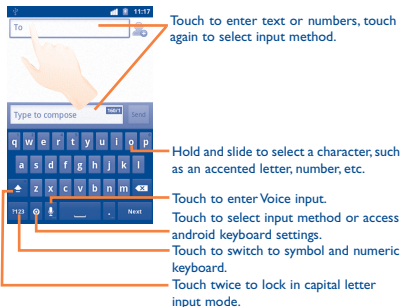 11:17
To
Touch to enter text or numbers, touch
again to select input method.
Type to compose
160/1
Send
q w e r t y u i o p
a s d f g h j k l
z x c v b n m
?123
.
Next
Hold and slide to select a character, such
as an accented letter, number, etc.
Touch to enter Voice input.
Touch to select input method or access
android keyboard settings.
Touch to switch to symbol and numeric
keyboard.
Touch twice to lock in capital letter
input mode.